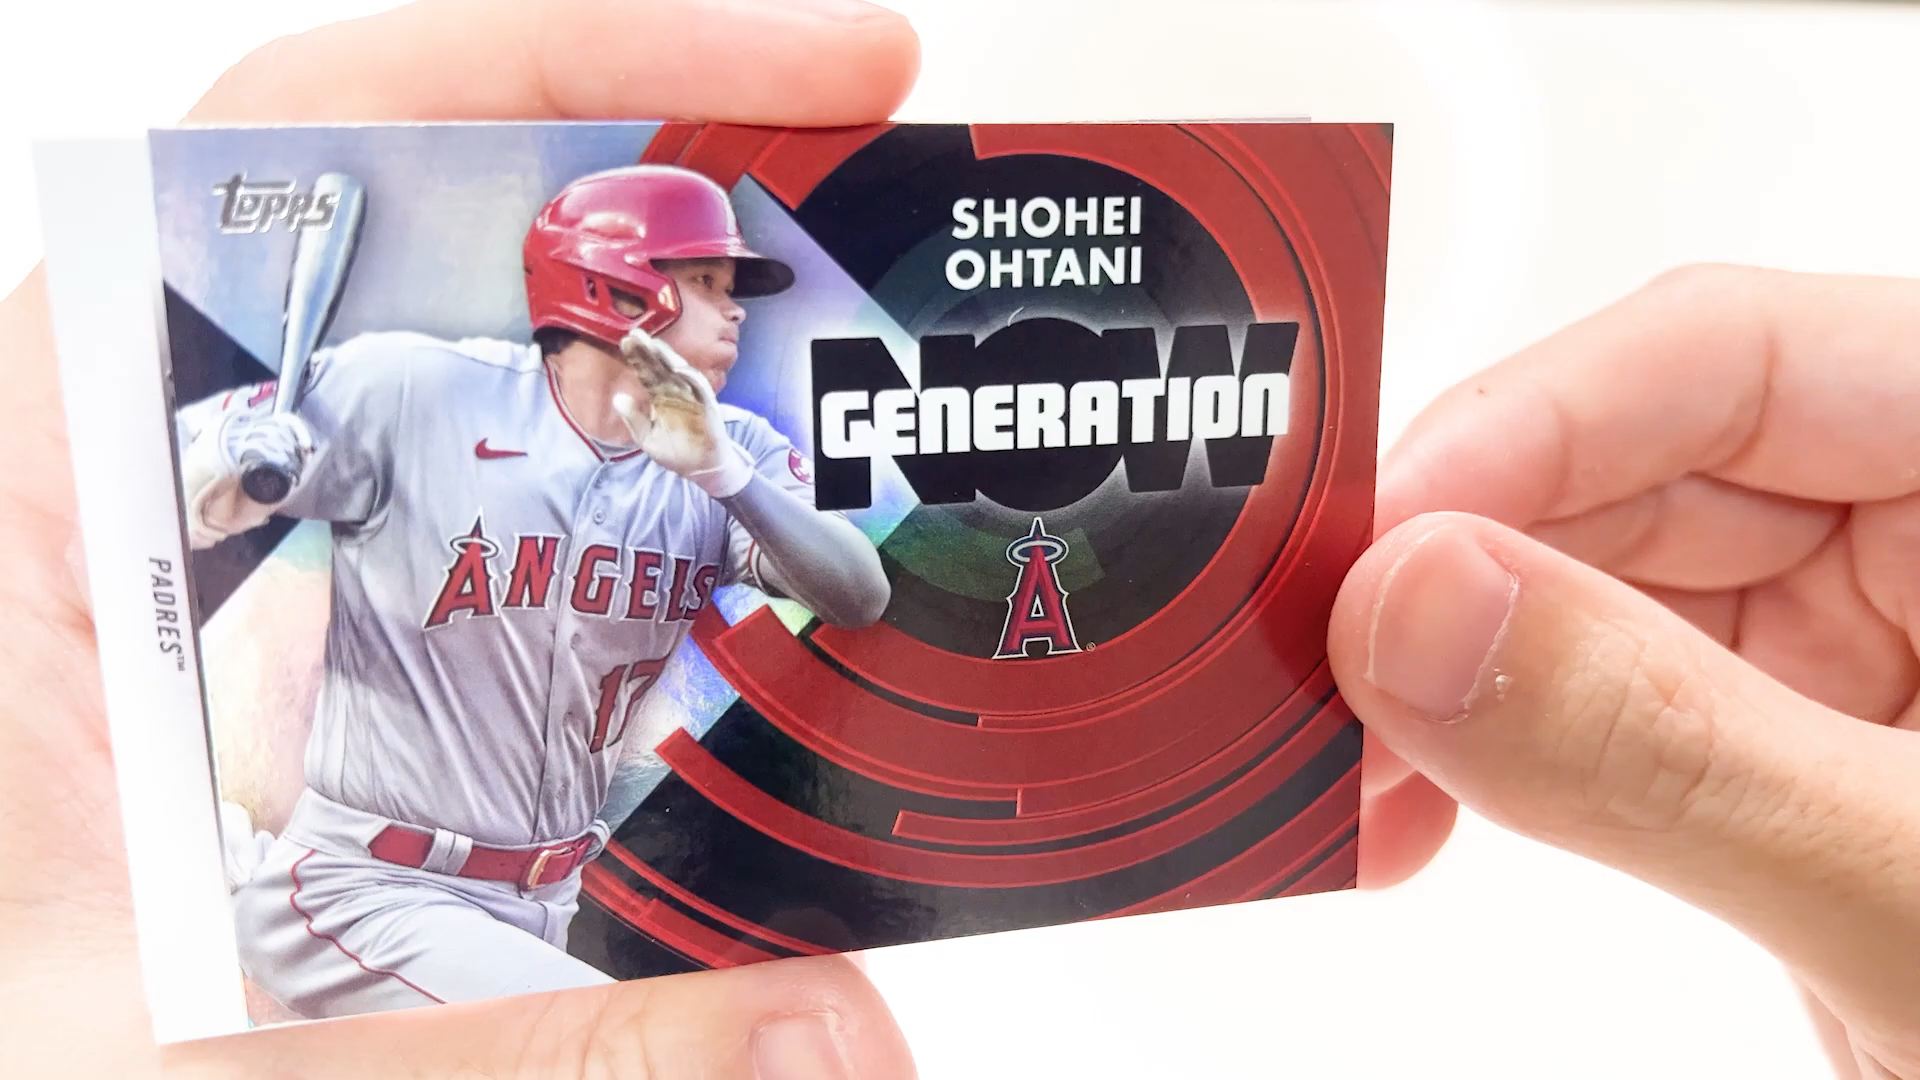 Topps
SHOHEI
OHTANI
NOW
GENERATION
A®
ANGELS
17
PADRES™